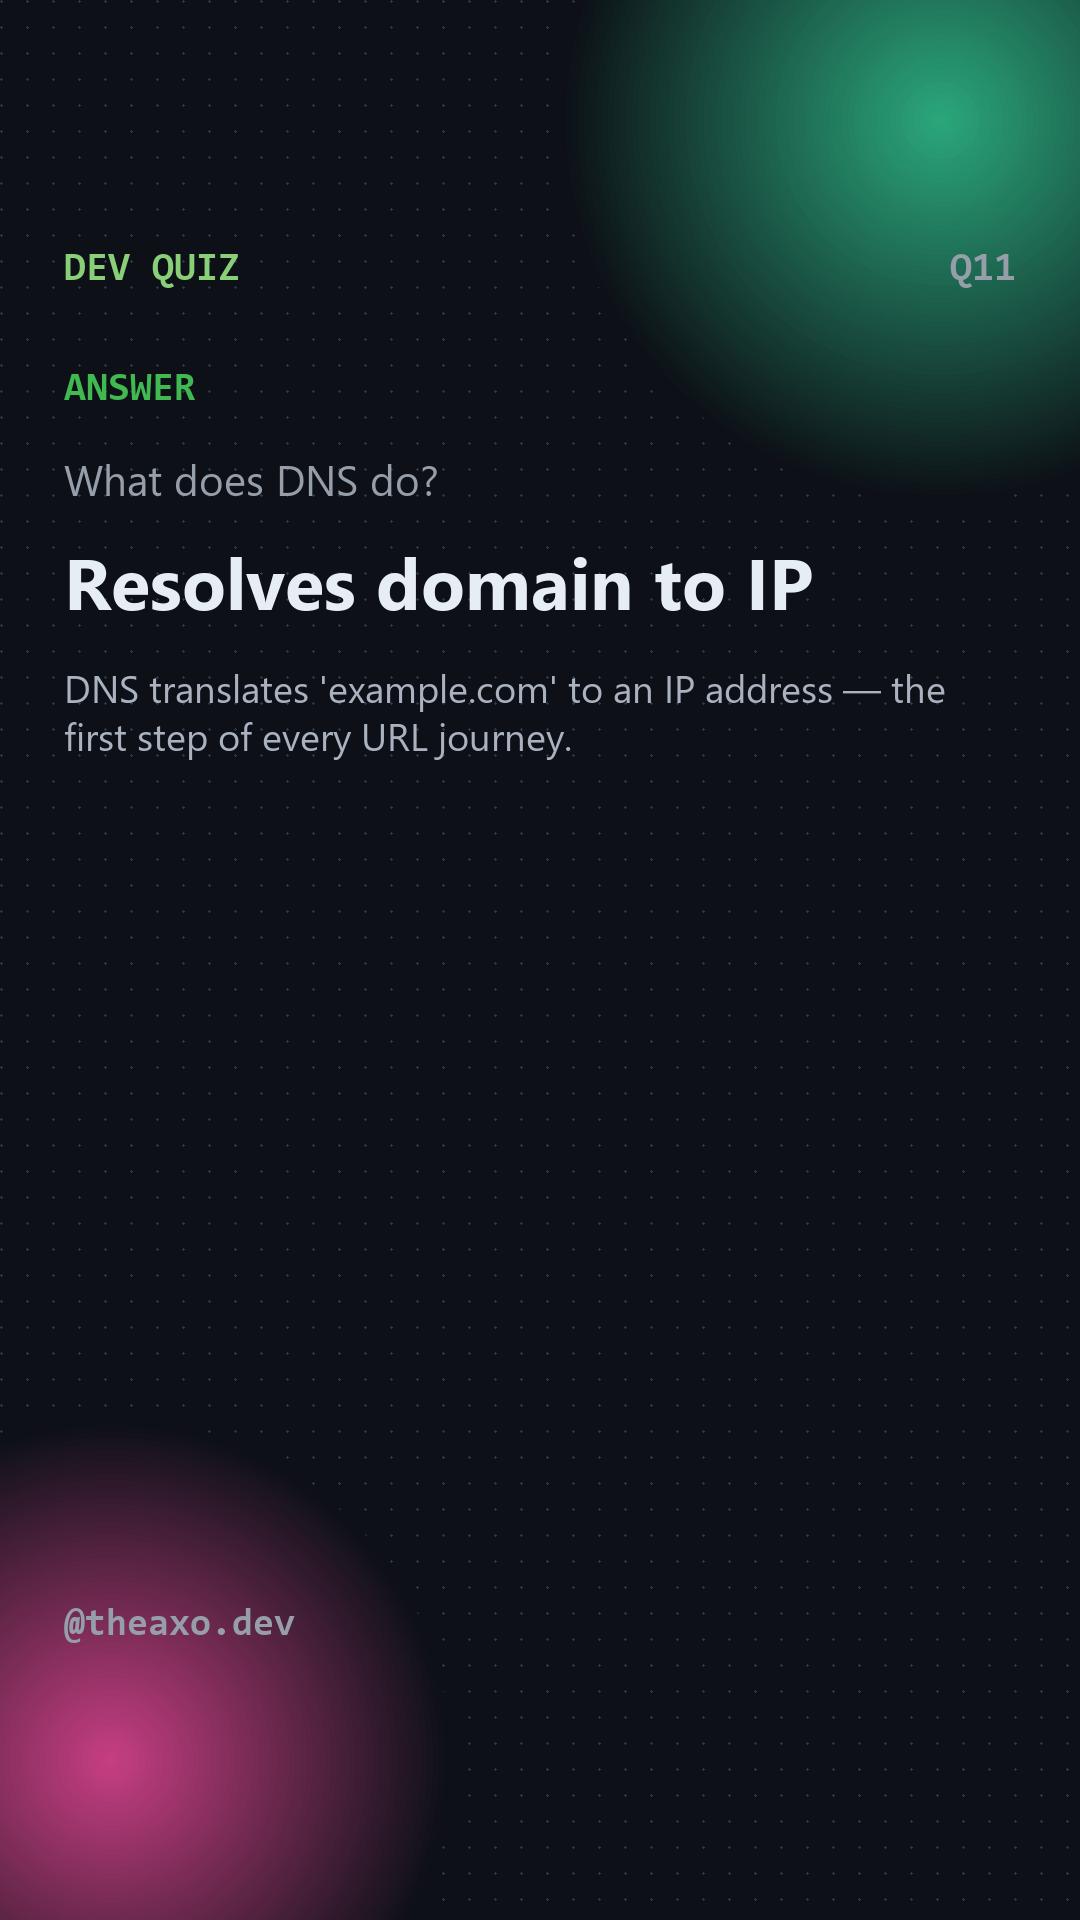 DEV QUIZ
Q11
ANSWER
What does DNS do?
Resolves domain to IP
DNS translates 'example.com' to an IP address — the
first step of every URL journey.
@theaxo.dev